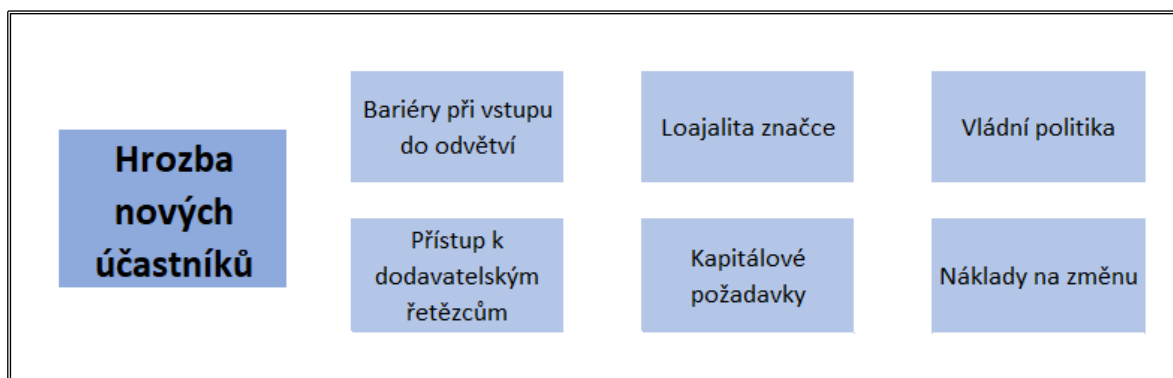 Hrozba
nových
účastníků
Bariéry při vstupu
do odvětví
Loajalita značce
Vládní politika
Přístup k
dodavatelským
řetězcům
Kapitálové
požadavky
Náklady na změnu